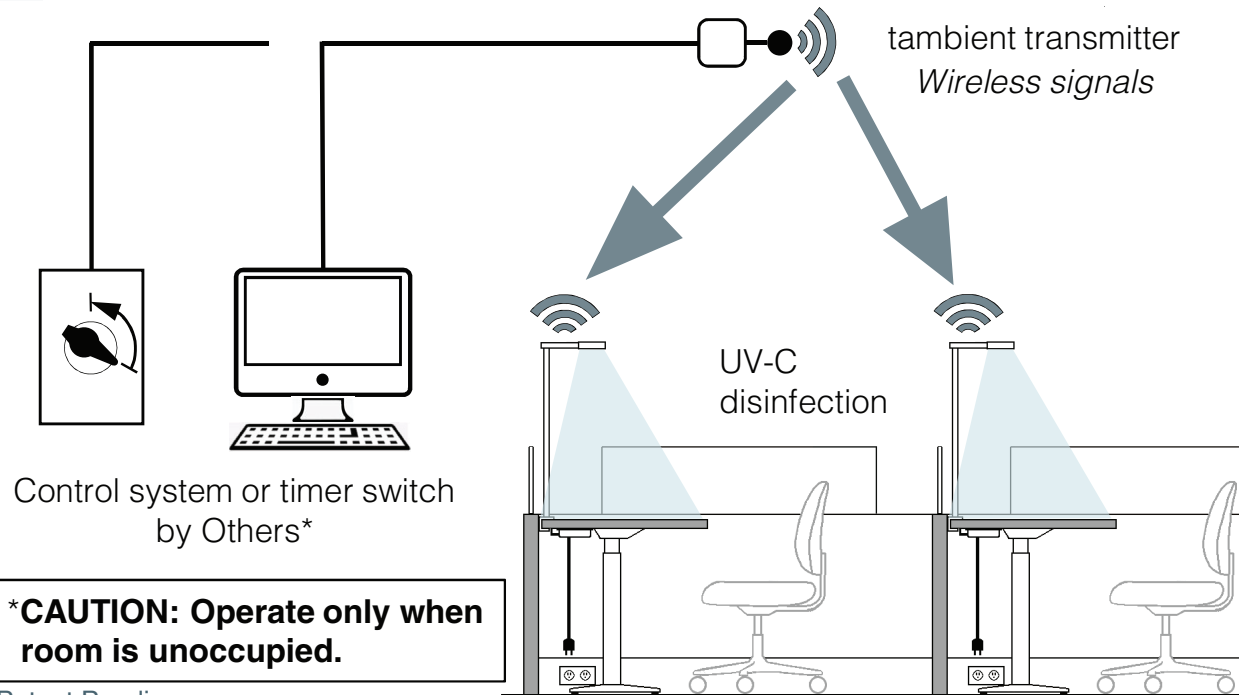 tambient transmitter
Wireless signals
UV-C
disinfection
Control system or timer switch
by Others*
*CAUTION: Operate only when
room is unoccupied.